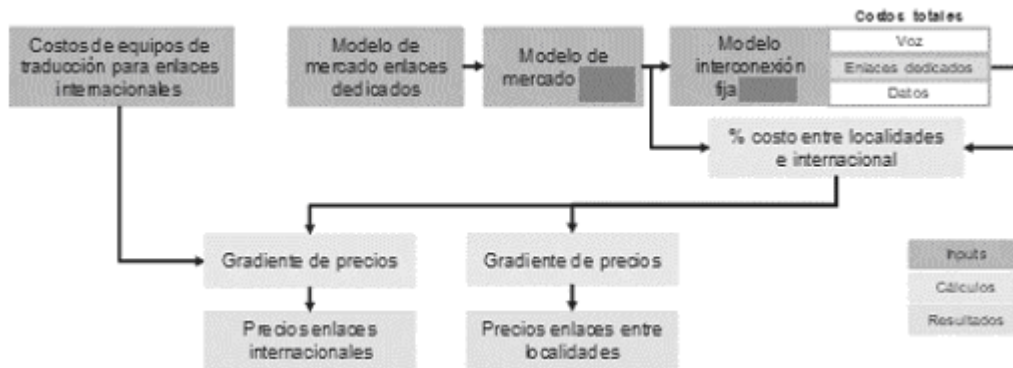 Costos totales
Costos de equipos de
traducción para enlaces
internacionales
Modelo de
mercado enlaces
dedicados
Modelo de
mercado
Modelo
interconexión
fija
Voz
Enlaces dedicados
Datos
% costo entre localidades
e internacional
Gradiente de precios
Gradiente de precios
Precios enlaces
internacionales
Precios enlaces entre
localidades
Inputs
Cálculos
Resultados